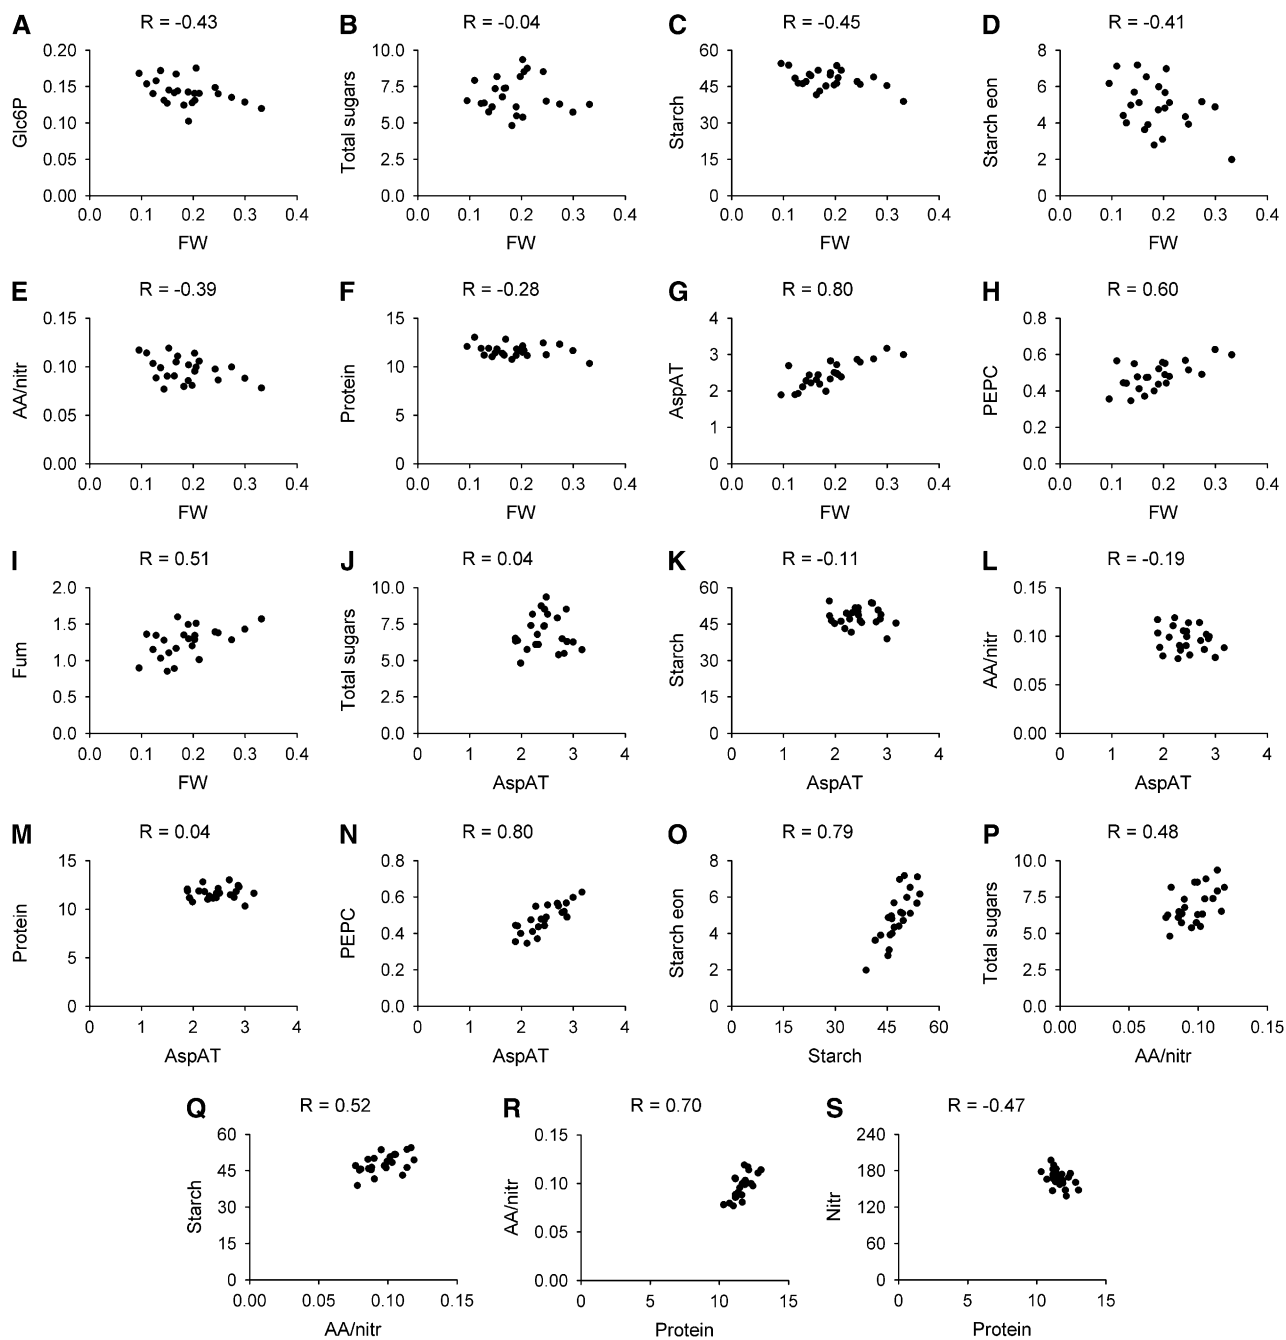 A R = -0.43
0.20
0.15
0.10
0.05
0.00
Glc6P
0.0 0.1 0.2 0.3 0.4
FW
B R = -0.04
10.0
7.5
5.0
2.5
0.0
Total sugars
0.0 0.1 0.2 0.3 0.4
FW
C R = -0.45
60
45
30
15
0
Starch
0.0 0.1 0.2 0.3 0.4
FW
D R = -0.41
8
6
4
2
0
Starch eon
0.0 0.1 0.2 0.3 0.4
FW
E R = -0.39
0.15
0.10
0.05
0.00
AA/nitr
0.0 0.1 0.2 0.3 0.4
FW
F R = -0.28
15
10
5
0
Protein
0.0 0.1 0.2 0.3 0.4
FW
G R = 0.80
4
3
2
1
0
AspAT
0.0 0.1 0.2 0.3 0.4
FW
H R = 0.60
0.8
0.6
0.4
0.2
0.0
PEPC
0.0 0.1 0.2 0.3 0.4
FW
I R = 0.51
2.0
1.5
1.0
0.5
0.0
Fum
0.0 0.1 0.2 0.3 0.4
FW
J R = 0.04
10.0
7.5
5.0
2.5
0.0
Total sugars
0 1 2 3 4
AspAT
K R = -0.11
60
45
30
15
0
Starch
0 1 2 3 4
AspAT
L R = -0.19
0.15
0.10
0.05
0.00
AA/nitr
0 1 2 3 4
AspAT
M R = 0.04
15
10
5
0
Protein
0 1 2 3 4
AspAT
N R = 0.80
0.8
0.6
0.4
0.2
0.0
PEPC
0 1 2 3 4
AspAT
O R = 0.79
8
6
4
2
0
Starch eon
0 15 30 45 60
Starch
P R = 0.48
10.0
7.5
5.0
2.5
0.0
Total sugars
0.00 0.05 0.10 0.15
AA/nitr
Q R = 0.52
60
45
30
15
0
Starch
0.00 0.05 0.10 0.15
AA/nitr
R R = 0.70
0.15
0.10
0.05
0.00
AA/nitr
0 5 10 15
Protein
S R = -0.47
240
180
120
60
0
Nitr
0 5 10 15
Protein